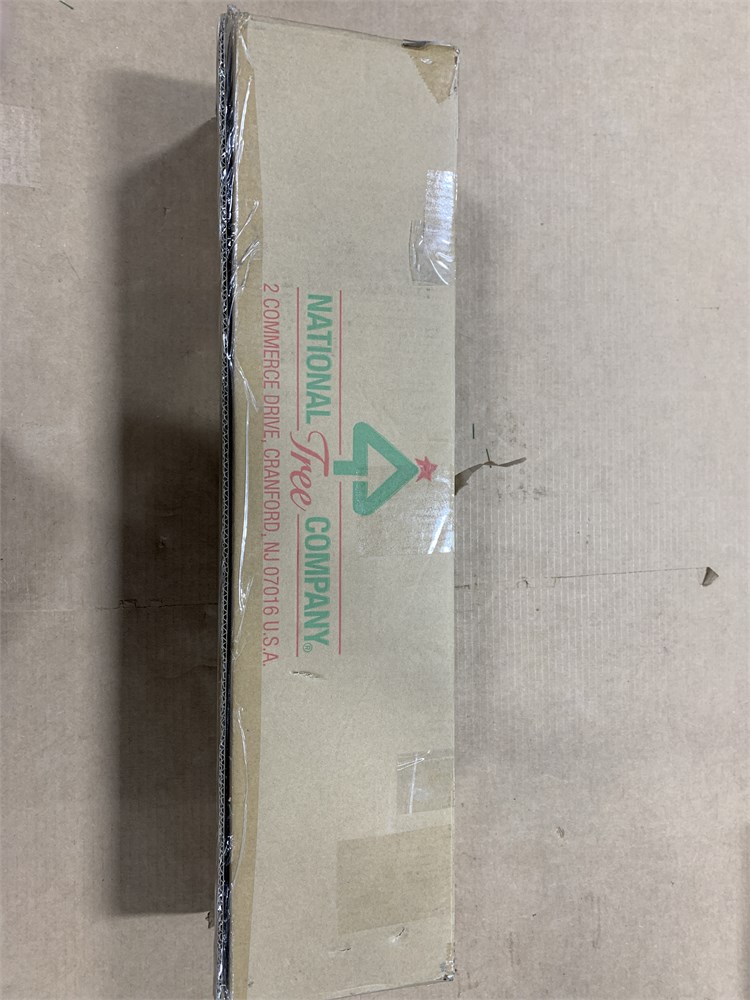 NATIONAL Tree COMPANY®
2 COMMERCE DRIVE, CRANFORD, NJ 07016 U.S.A.